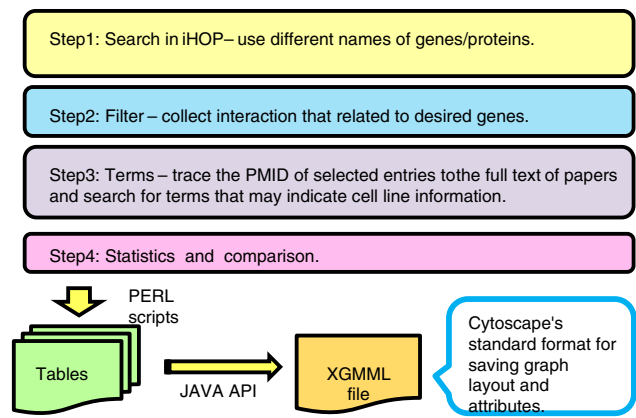 Step1: Search in iHOP– use different names of genes/proteins.
Step2: Filter – collect interaction that related to desired genes.
Step3: Terms – trace the PMID of selected entries tothe full text of papers
and search for terms that may indicate cell line information.
Step4: Statistics and comparison.
PERL
scripts
Tables
JAVA API
XGMML
file
Cytoscape's
standard format for
saving graph
layout and
attributes.